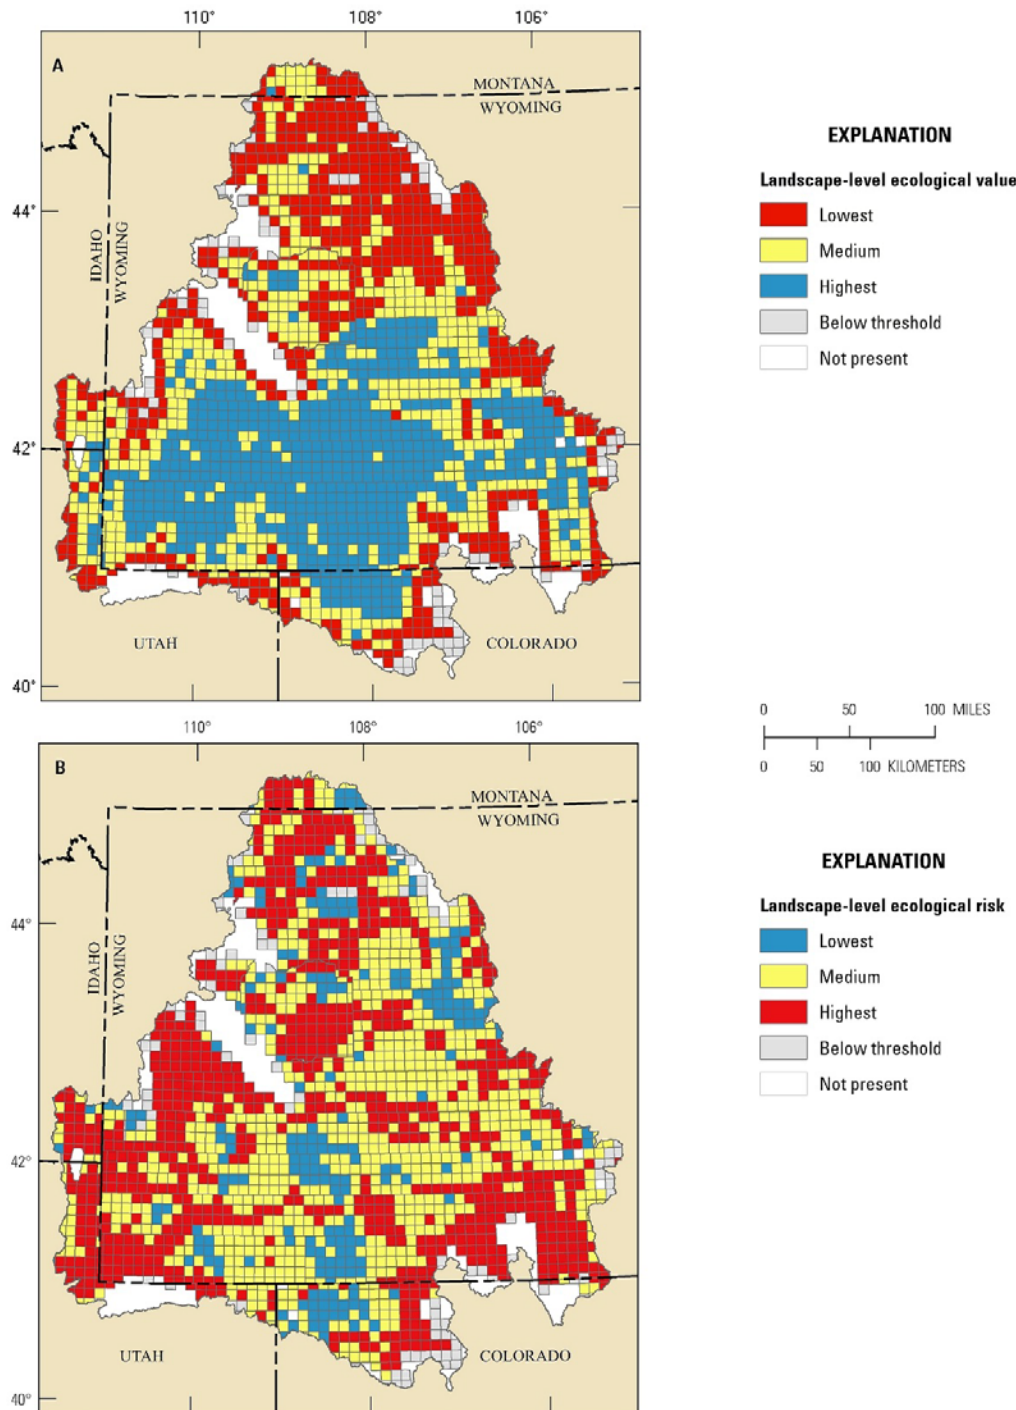 110°
108°
106°
A
MONTANA
WYOMING
44°
IDAHO
WYOMING
42°
UTAH
COLORADO
40°
EXPLANATION
Landscape-level ecological value
Lowest
Medium
Highest
Below threshold
Not present
0 50 100 MILES
0 50 100 KILOMETERS
110°
108°
106°
B
MONTANA
WYOMING
44°
IDAHO
WYOMING
42°
UTAH
COLORADO
40°
EXPLANATION
Landscape-level ecological risk
Lowest
Medium
Highest
Below threshold
Not present